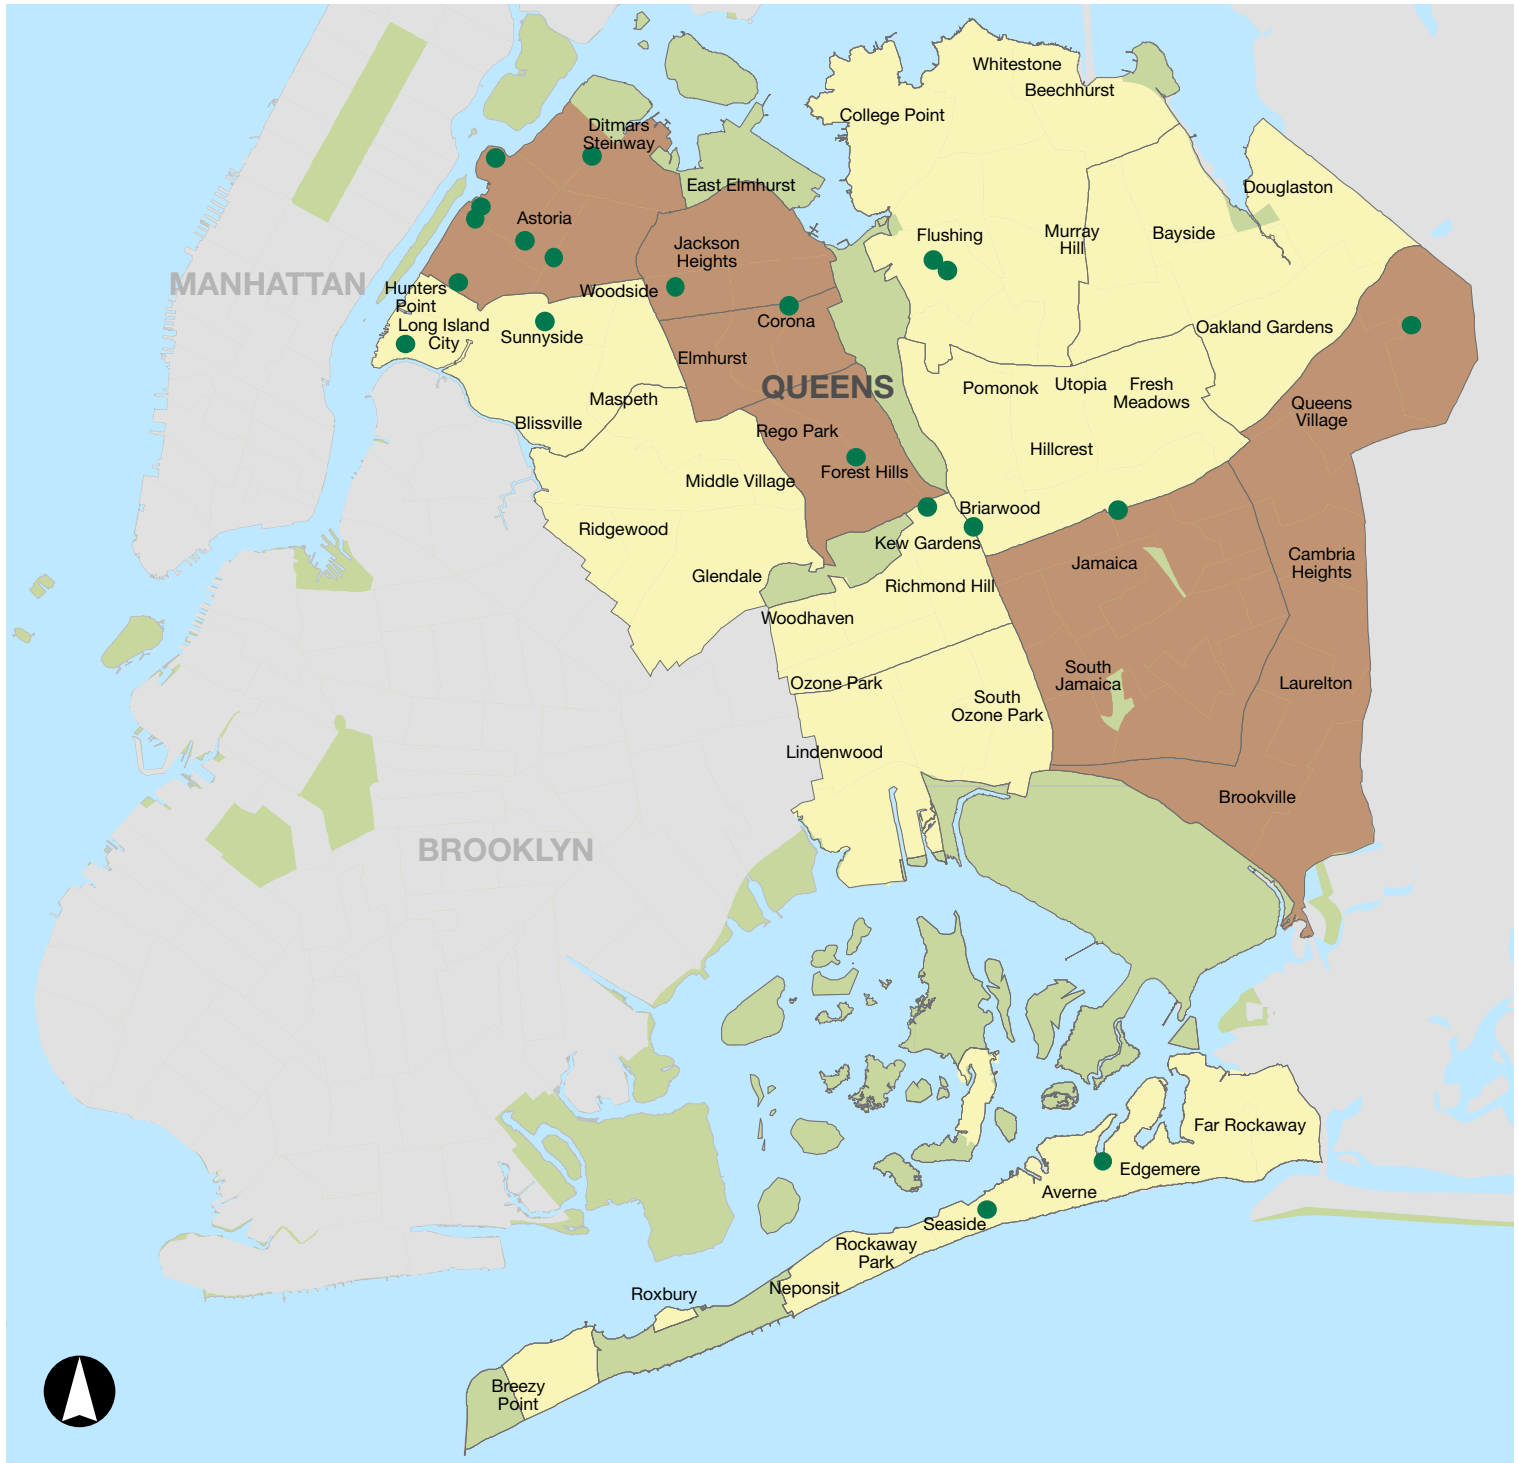 Whitestone
Beechhurst
College Point
Ditmars
Steinway
East Elmhurst
Douglaston
Astoria
Flushing
Murray
Hill
Bayside
Jackson
Heights
MANHATTAN
Hunters
Point
Woodside
Long Island
City
Sunnyside
Corona
Oakland Gardens
Elmhurst
QUEENS
Pomonok
Utopia
Fresh
Meadows
Maspeth
Queens
Village
Blissville
Rego Park
Hillcrest
Forest Hills
Middle Village
Briarwood
Ridgewood
Kew Gardens
Jamaica
Cambria
Heights
Glendale
Richmond Hill
Woodhaven
South
Jamaica
Ozone Park
Laurelton
South
Ozone Park
Lindenwood
Brookville
BROOKLYN
Far Rockaway
Edgemere
Averne
Seaside
Rockaway
Park
Neponsit
Roxbury
Breezy
Point